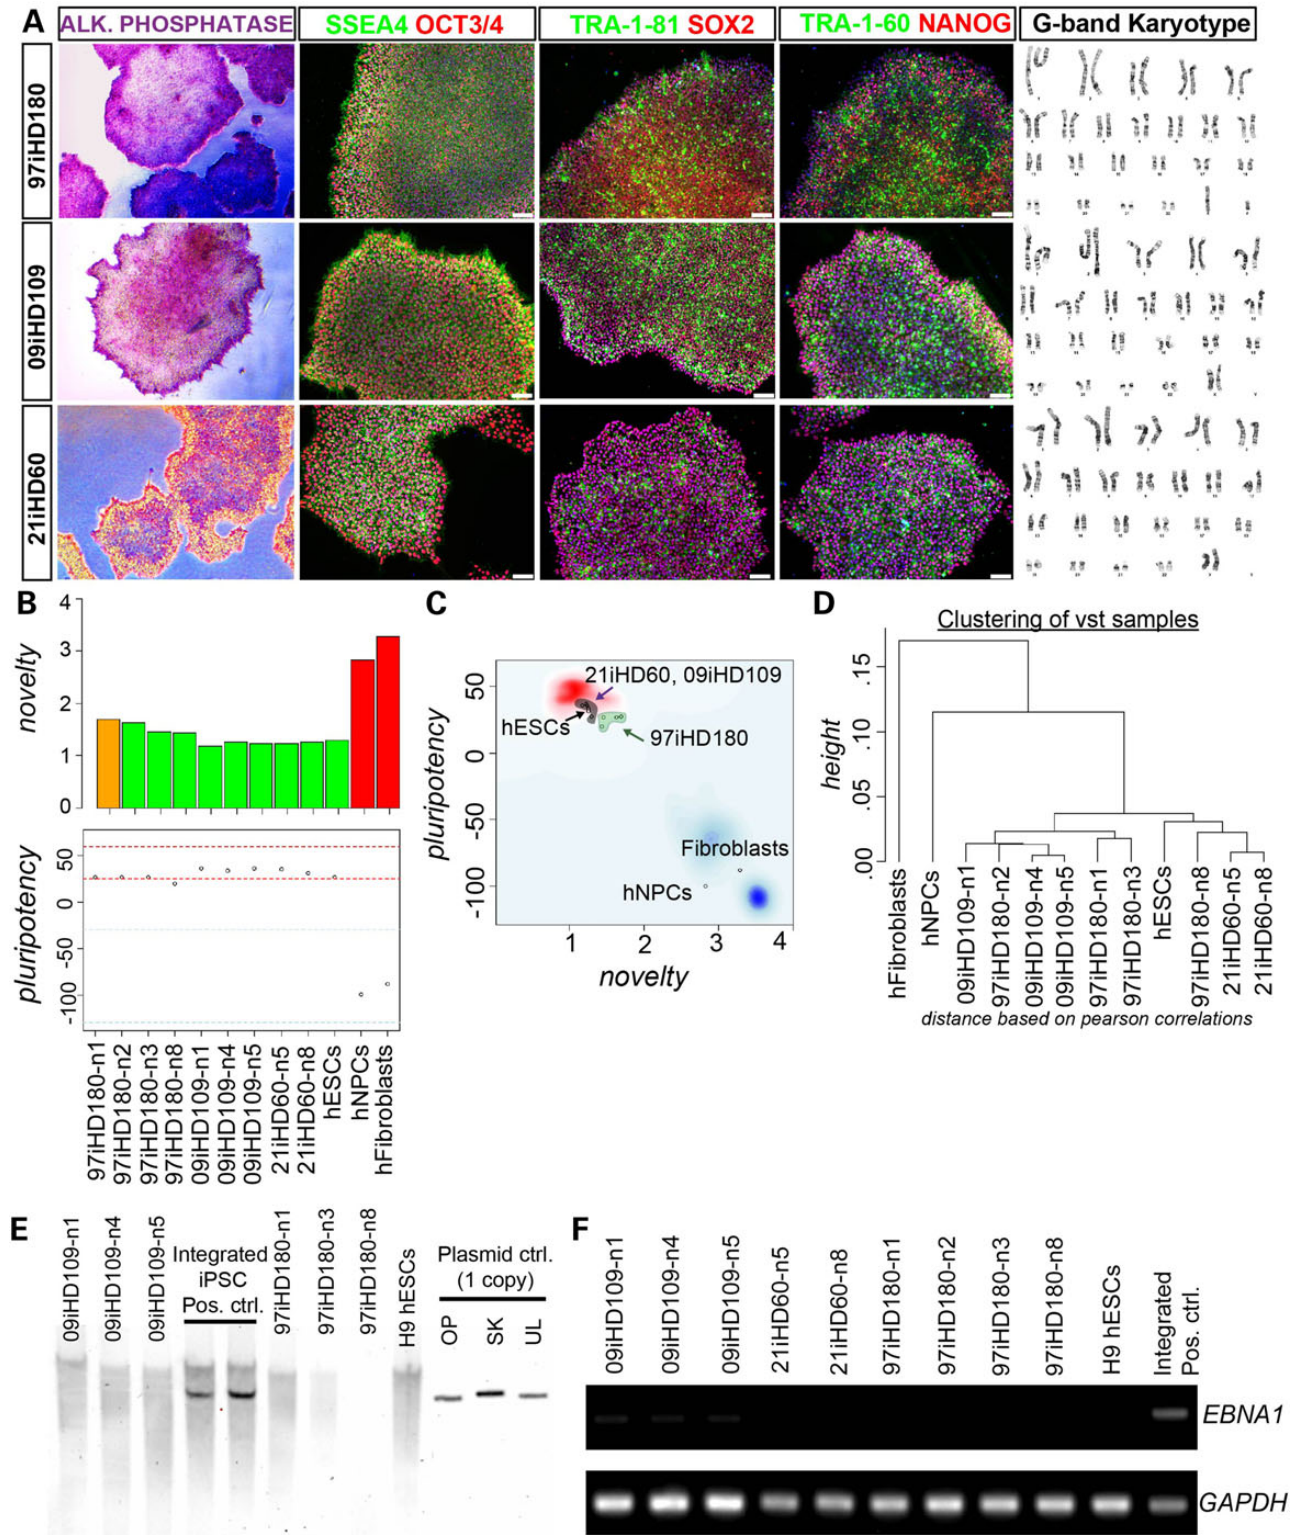 A
ALK. PHOSPHATASE
SSEA4 OCT3/4
TRA-1-81 SOX2
TRA-1-60 NANOG
G-band Karyotype
97iHD180
09iHD109
21iHD60
B
novelty
4
3
2
1
0
pluripotency
50
0
-50
-100
97iHD180-n1
97iHD180-n2
97iHD180-n3
97iHD180-n8
09iHD109-n1
09iHD109-n4
09iHD109-n5
21iHD60-n5
21iHD60-n8
hESCs
hNPCs
hFibroblasts
C
pluripotency
50
0
-50
-100
21iHD60, 09iHD109
hESCs
97iHD180
Fibroblasts
hNPCs
1 2 3 4
novelty
D
Clustering of vst samples
height
.15
.10
.05
.00
hFibroblasts
hNPCs
09iHD109-n1
97iHD180-n2
09iHD109-n4
09iHD109-n5
97iHD180-n1
97iHD180-n3
hESCs
97iHD180-n8
21iHD60-n5
21iHD60-n8
distance based on pearson correlations
E
09iHD109-n1
09iHD109-n4
09iHD109-n5
Integrated
iPSC
Pos. ctrl.
97iHD180-n1
97iHD180-n3
97iHD180-n8
H9 hESCs
Plasmid ctrl.
(1 copy)
OP
SK
UL
F
09iHD109-n1
09iHD109-n4
09iHD109-n5
21iHD60-n5
21iHD60-n8
97iHD180-n1
97iHD180-n2
97iHD180-n3
97iHD180-n8
H9 hESCs
Integrated
Pos. ctrl.
EBNA1
GAPDH